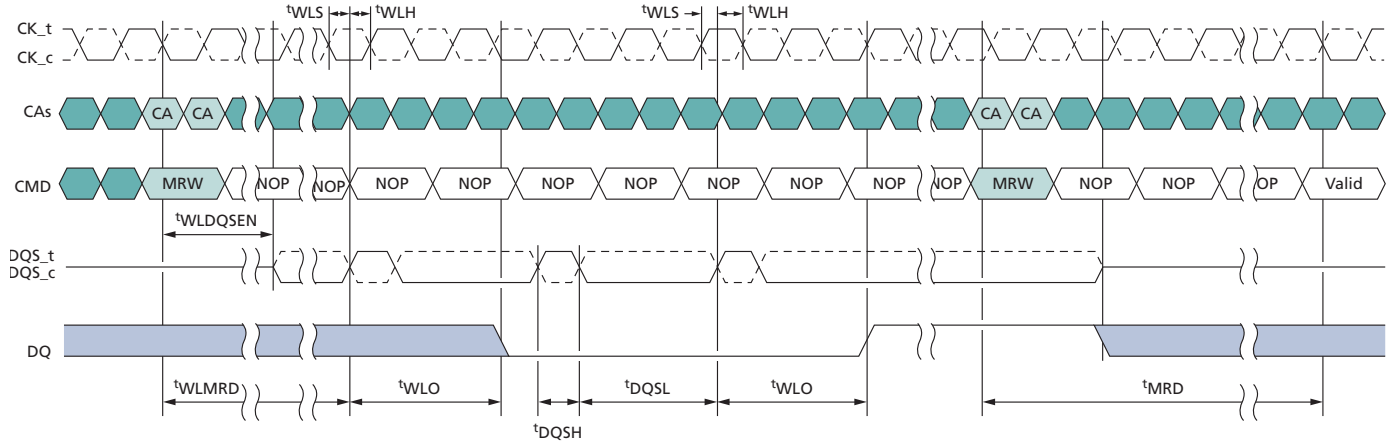 tWLS tWLH tWLS tWLH
CK_t
CK_c
CAs CA CA CA CA
CMD MRW NOP NOP NOP NOP NOP NOP NOP NOP NOP NOP MRW NOP NOP OP Valid
tWLDQSEN
DQS_t
DQS_c
DQ
tWLMRD tWLO tDQSL tWLO tMRD
tDQSH